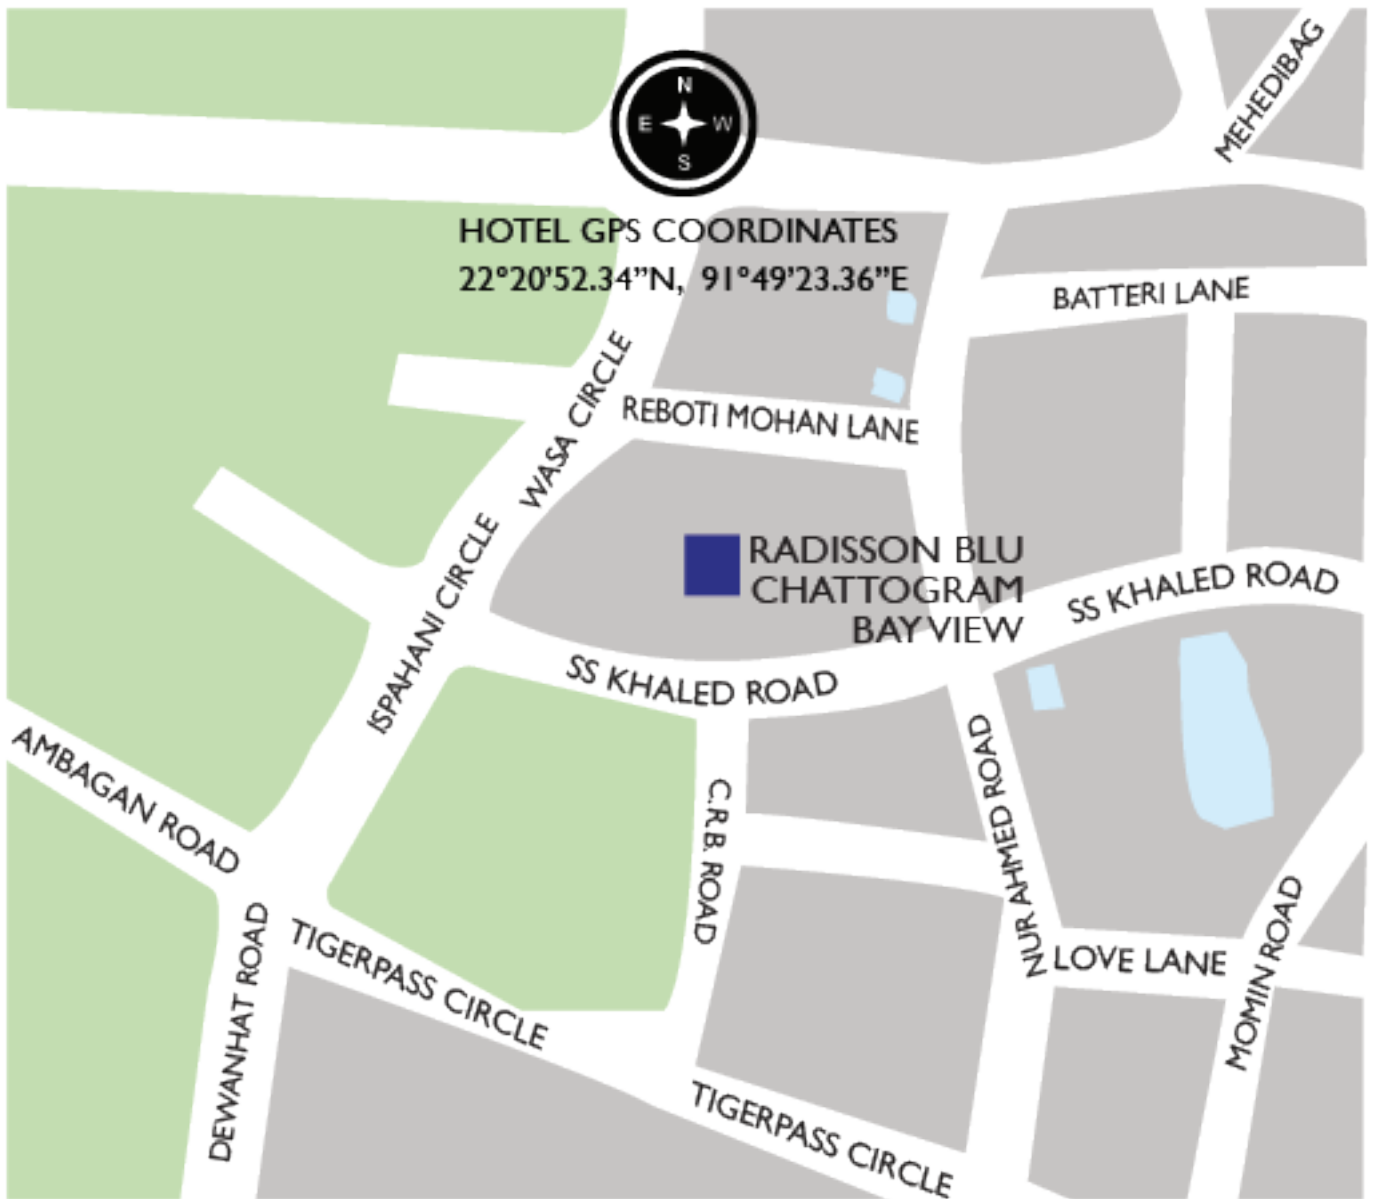 MEHEDIBAG
N
E W
S
HOTEL GPS COORDINATES
22°20'52.34”N, 91°49'23.36”E
BATTERI LANE
WASA CIRCLE
REBOTI MOHAN LANE
ISPAHANI CIRCLE
RADISSON BLU
CHATTOGRAM
BAY VIEW
SS KHALED ROAD
SS KHALED ROAD
AMBAGAN ROAD
C.R.B. ROAD
NUR AHMED ROAD
DEWANHAT ROAD
TIGERPASS CIRCLE
LOVE LANE
MOMIN ROAD
TIGERPASS CIRCLE